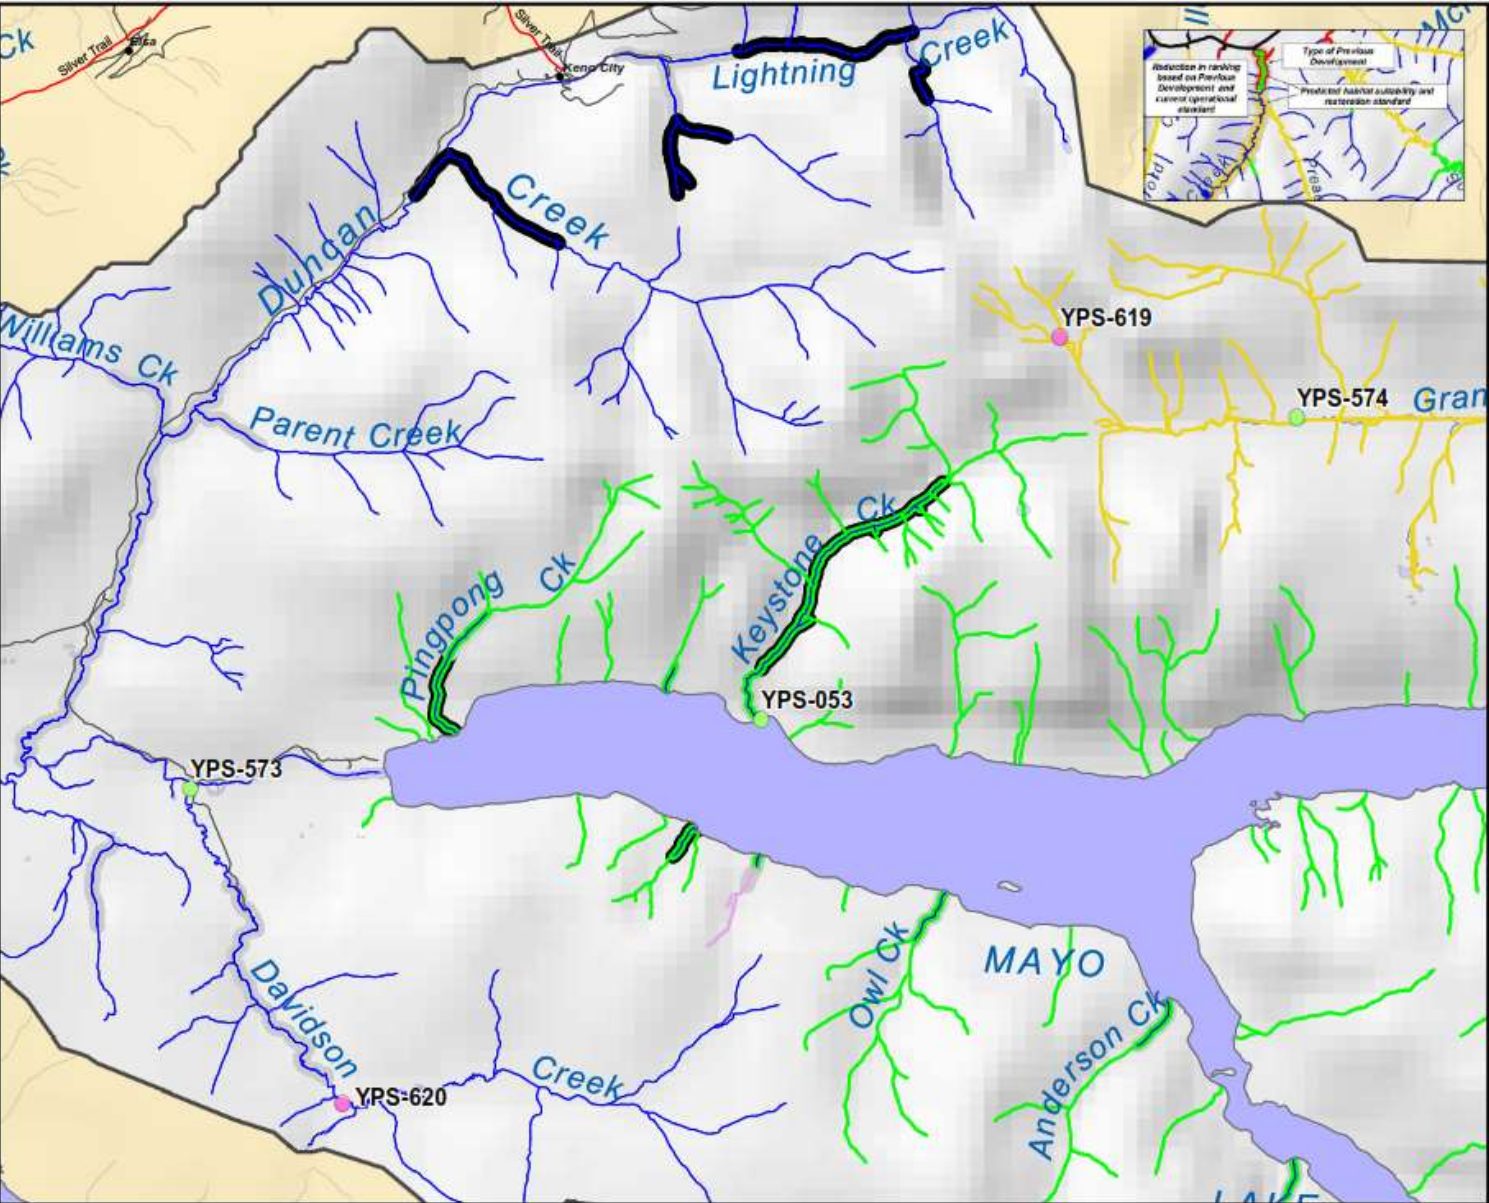 Ck
Silver Trail
Elsa
Silver Trail
Keno City
Lightning
Creek
Type of Previous
Development
Reduction in ranking
based on Previous
Development and
current operational
standard
Predicted habitat suitability and
restoration standard
Duncan
Creek
Williams Ck
Parent Creek
YPS-619
YPS-574
Gran
Pingpong
Ck
Keystone
Ck
YPS-053
YPS-573
Davidson
Creek
YPS-620
Owl Ck
MAYO
Anderson Ck
LAKE